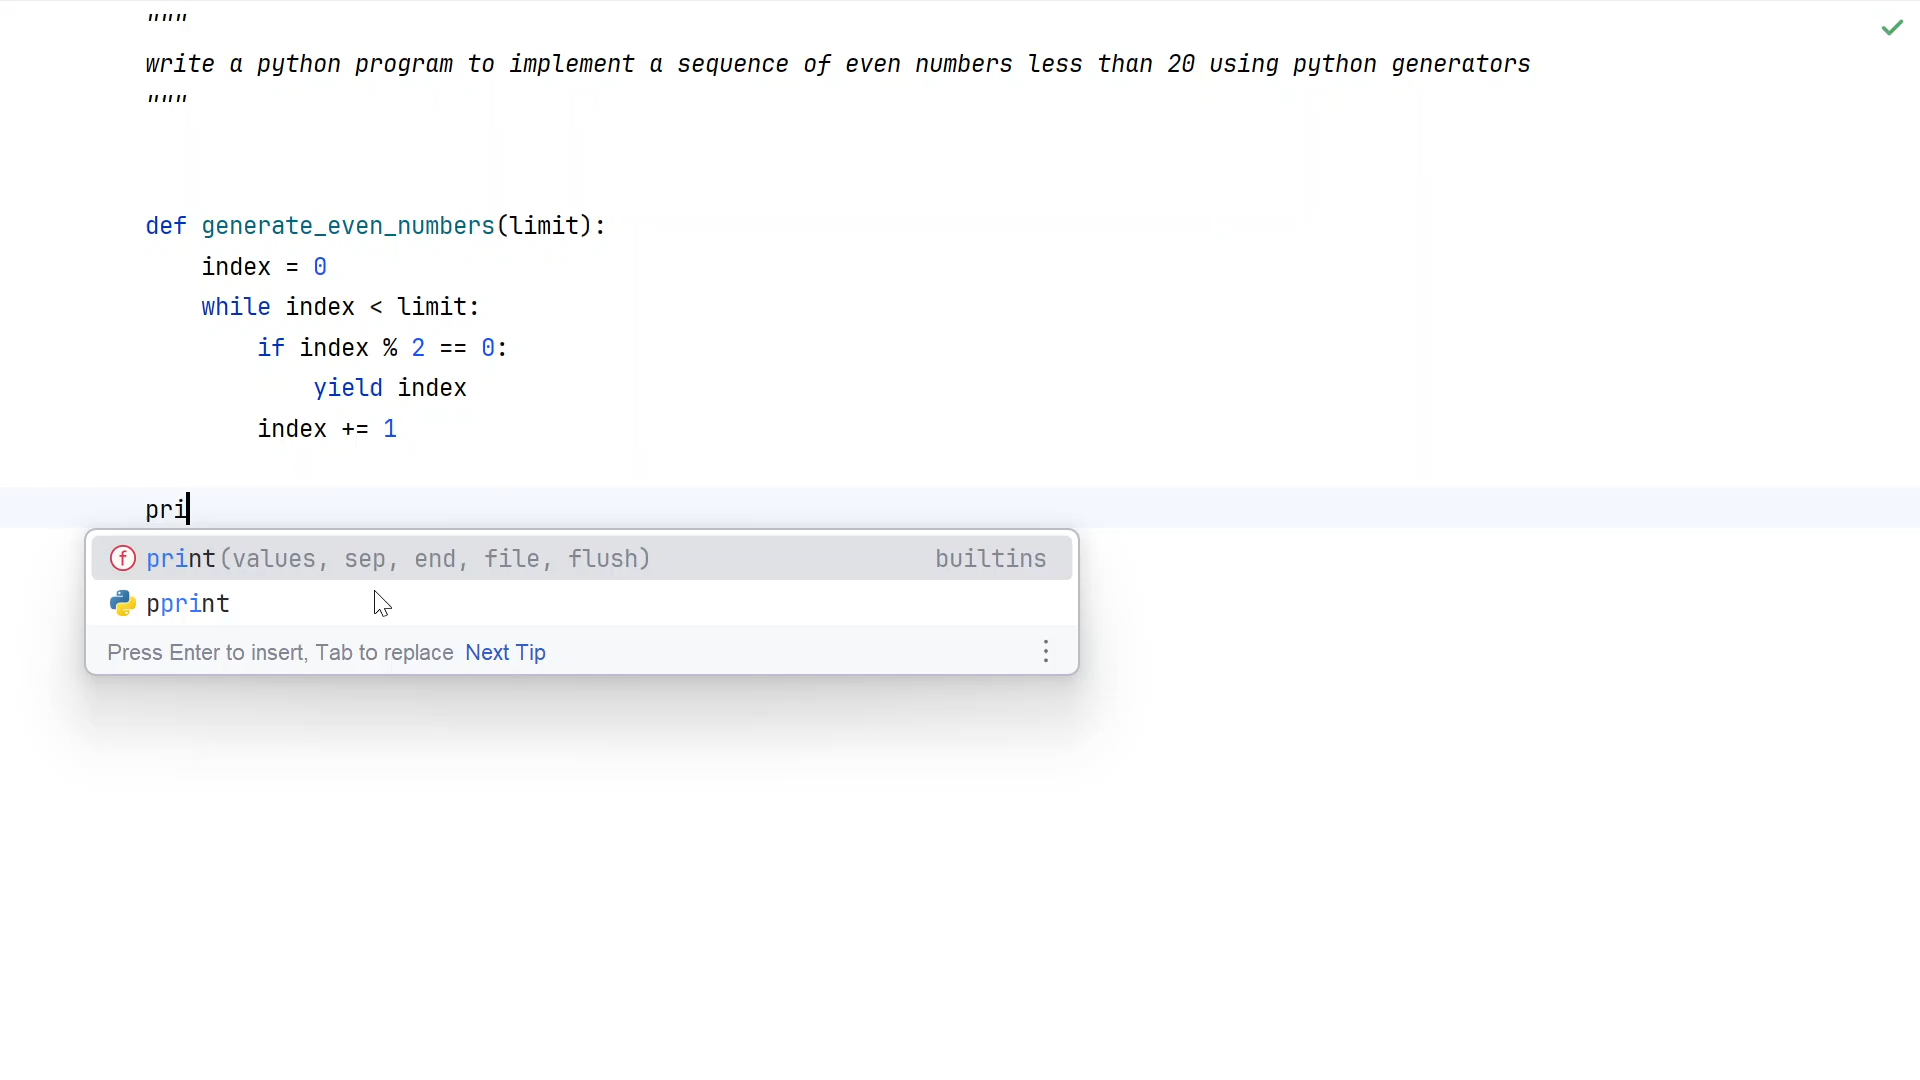 """
write a python program to implement a sequence of even numbers less than 20 using python generators
"""
def generate_even_numbers(limit):
    index = 0
    while index < limit:
        if index % 2 == 0:
            yield index
        index += 1
pri
f print(values, sep, end, file, flush) builtins
pprint
Press Enter to insert, Tab to replace Next Tip